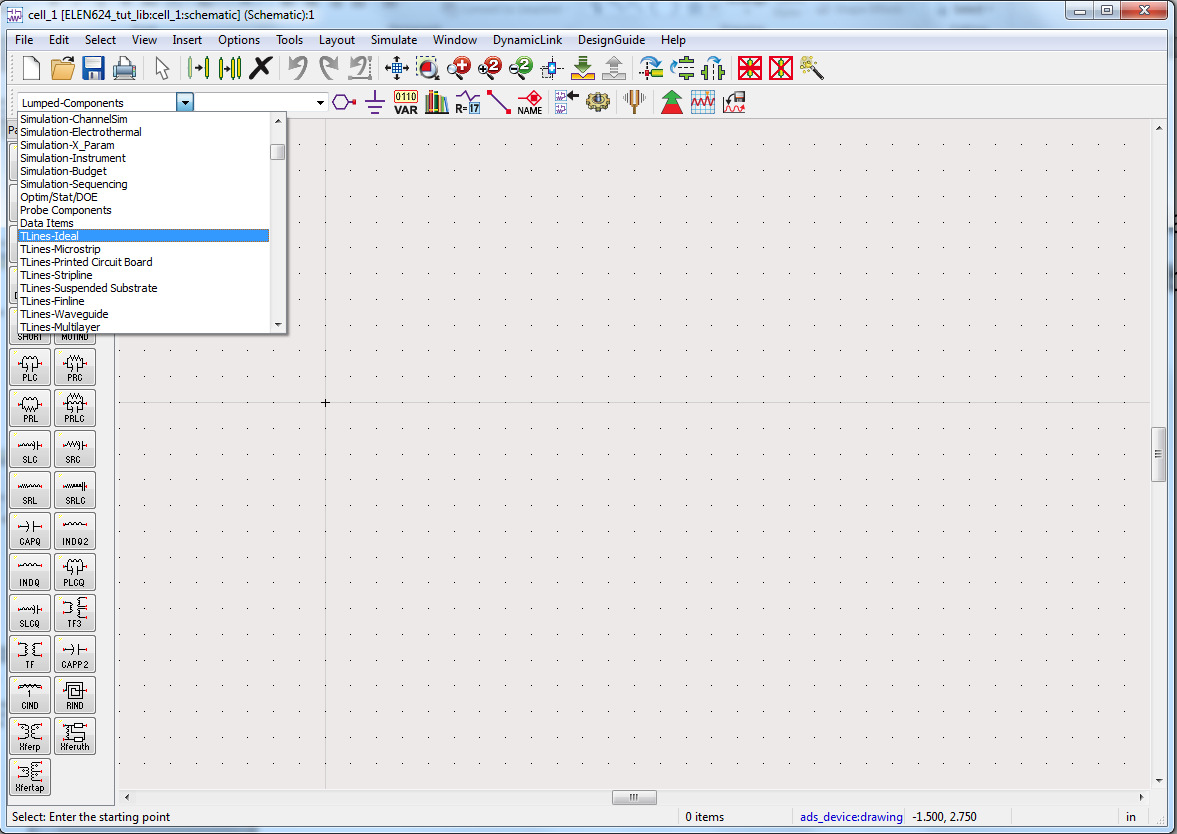 cell_1 [ELEN624_tut_lib:cell_1:schematic] (Schematic):1
File Edit Select View Insert Options Tools Layout Simulate Window DynamicLink DesignGuide Help
+2 -2
Lumped-Components
0110
VAR
R=17
NAME
Simulation-ChannelSim
Simulation-Electrothermal
Simulation-X_Param
Simulation-Instrument
Simulation-Budget
Simulation-Sequencing
Optim/Stat/DOE
Probe Components
Data Items
TLines-Ideal
TLines-Microstrip
TLines-Printed Circuit Board
TLines-Stripline
TLines-Suspended Substrate
TLines-Finline
TLines-Waveguide
TLines-Multilayer
SHORT MUTIND
PLC PRC
PRL PRLC
SLC SRC
SRL SRLC
CAPQ INDQ2
INDQ PLCQ
SLCQ TF3
TF CAPP2
CIND RIND
Xferp Xferuth
Xfertap
Select: Enter the starting point 0 items ads_device:drawing -1.500, 2.750 in